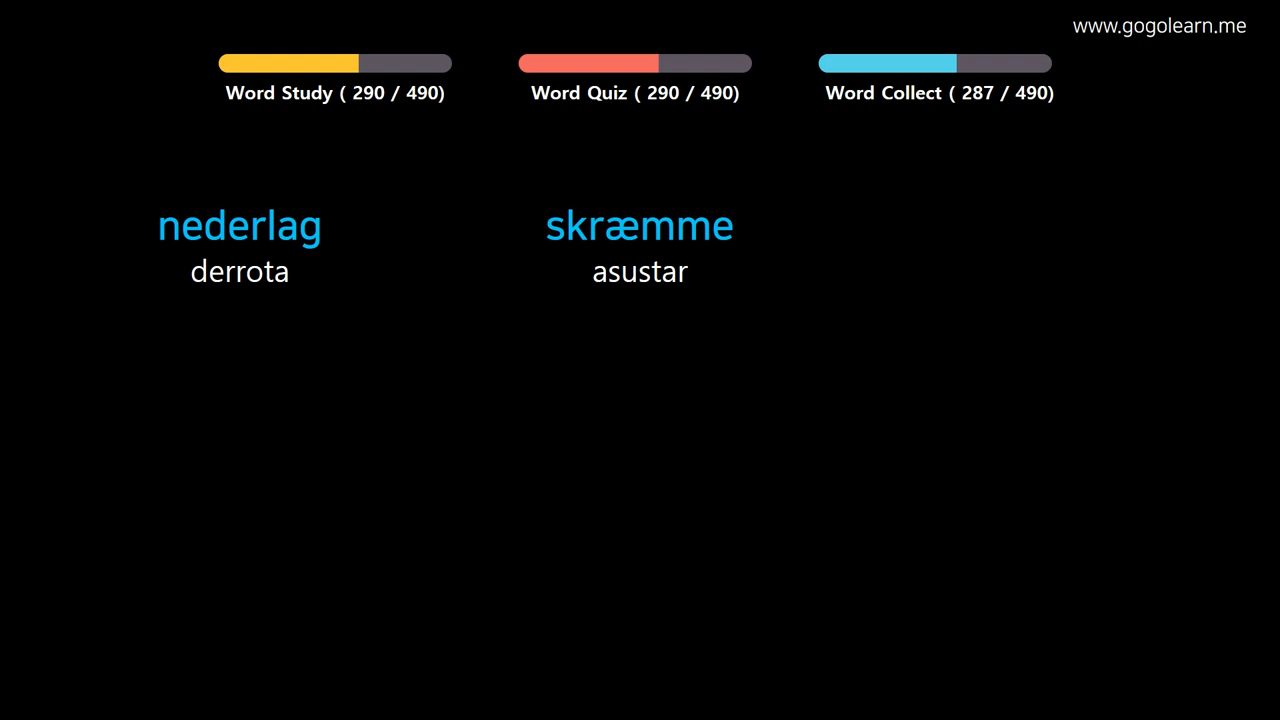 www.gogolearn.me
Word Study ( 290 / 490)
Word Quiz ( 290 / 490)
Word Collect ( 287 / 490)
nederlag
derrota
skræmme
asustar